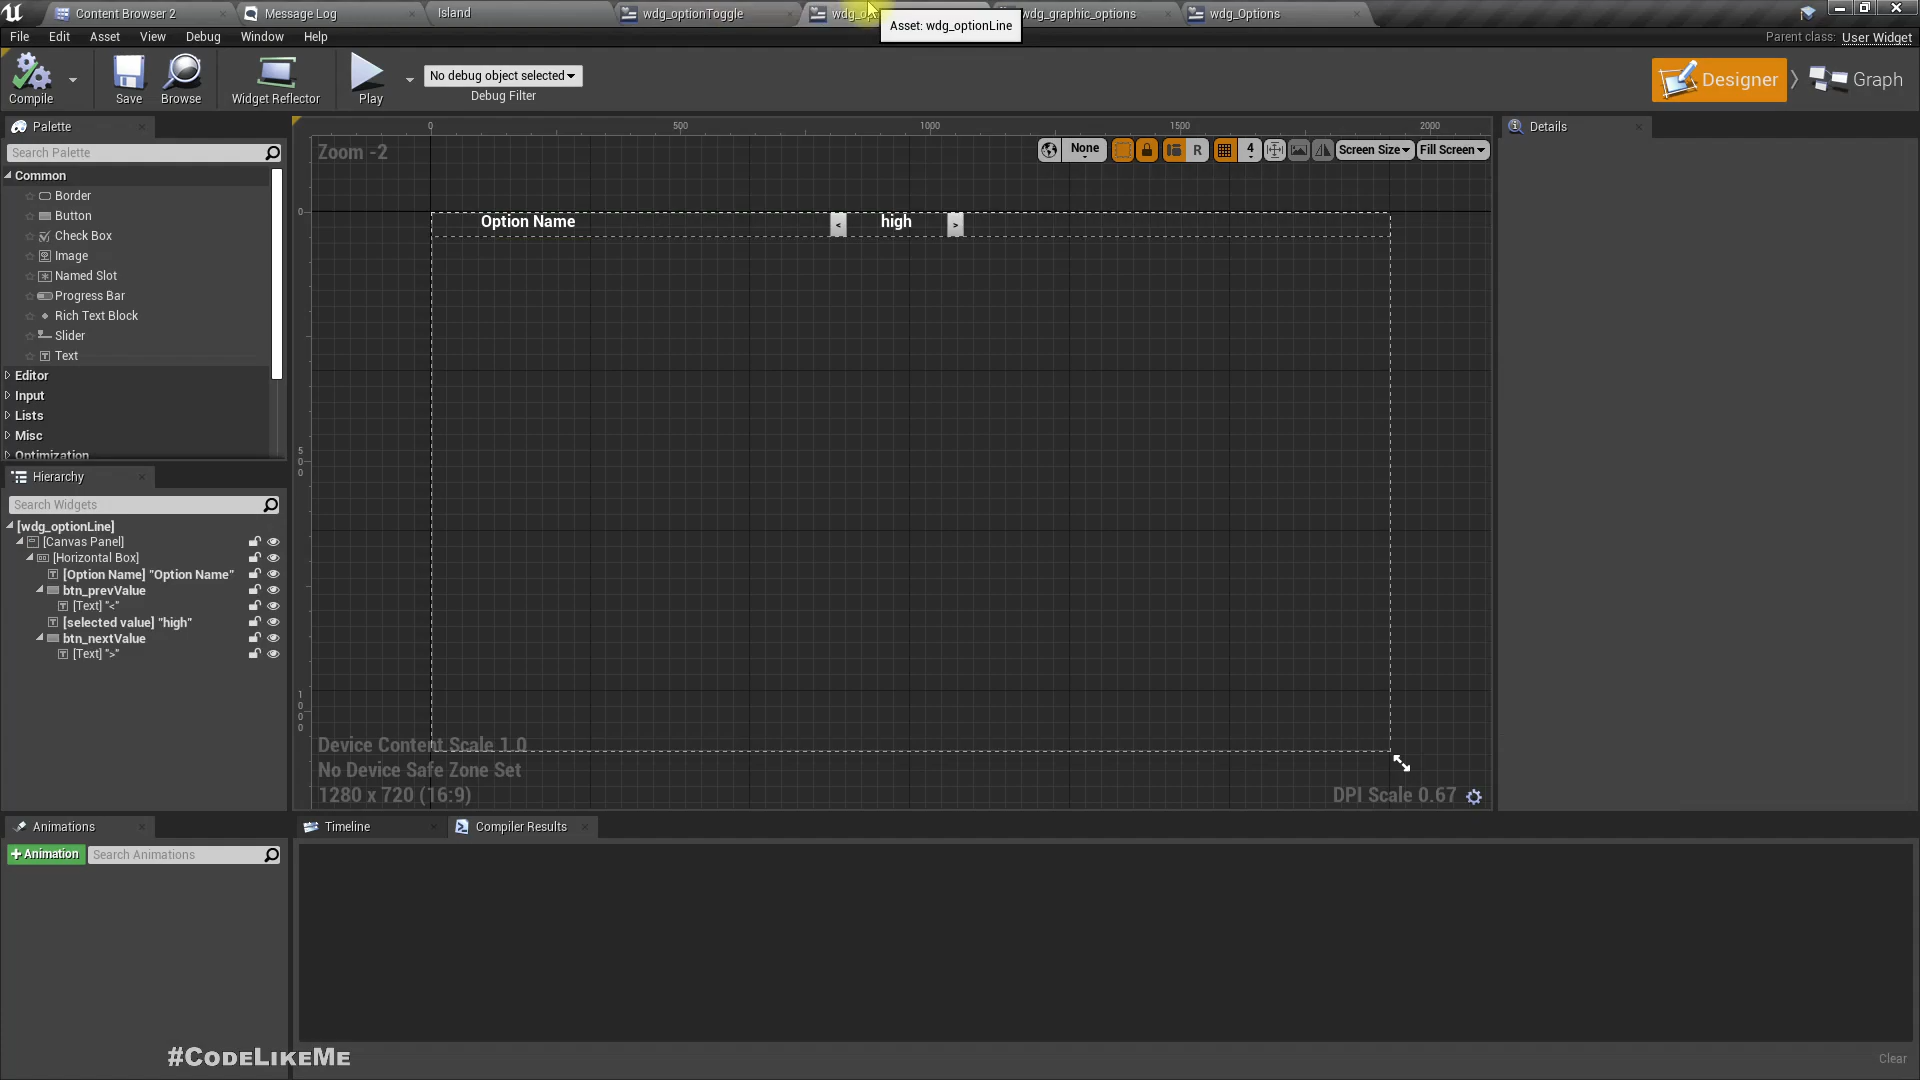 Content Browser 2
Message Log
Island
wdg_optionToggle
wdg_graphic_options
wdg_Options
Asset: wdg_optionLine
File Edit Asset View Debug Window Help
Parent class: User Widget
Compile
Save
Browse
Widget Reflector
Play
No debug object selected
Debug Filter
Designer
Graph
Palette
Search Palette
Common
Border
Button
Check Box
Image
Named Slot
Progress Bar
Rich Text Block
Slider
Text
Editor
Input
Lists
Misc
Optimization
Hierarchy
Search Widgets
[wdg_optionLine]
[Canvas Panel]
[Horizontal Box]
[Option Name] "Option Name"
btn_prevValue
[Text] "<"
[selected value] "high"
btn_nextValue
[Text] ">"
0 500 1000 1500 2000
Zoom -2
None
R
4
Screen Size
Fill Screen
0
Option Name < high >
500
1000
Device Content Scale 1.0
No Device Safe Zone Set
1280 x 720 (16:9)
DPI Scale 0.67
Details
Animations
+Animation
Search Animations
Timeline
Compiler Results
Clear
#CodeLikeMe